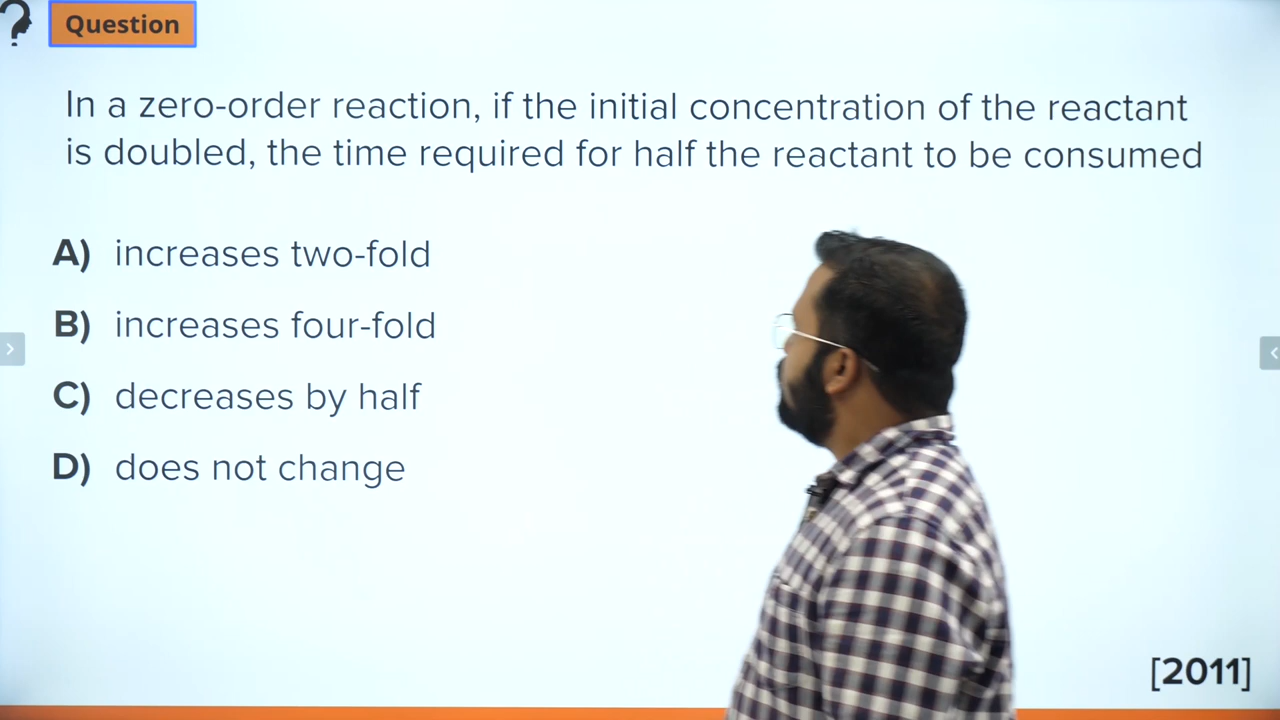 Question
In a zero-order reaction, if the initial concentration of the reactant
is doubled, the time required for half the reactant to be consumed
A) increases two-fold
B) increases four-fold
C) decreases by half
D) does not change
[2011]